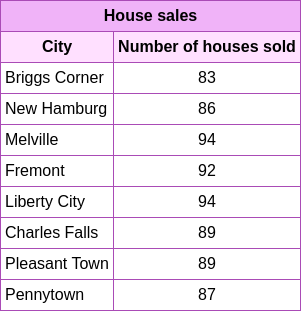 House sales
City Number of houses sold
Briggs Corner 83
New Hamburg 86
Melville 94
Fremont 92
Liberty City 94
Charles Falls 89
Pleasant Town 89
Pennytown 87